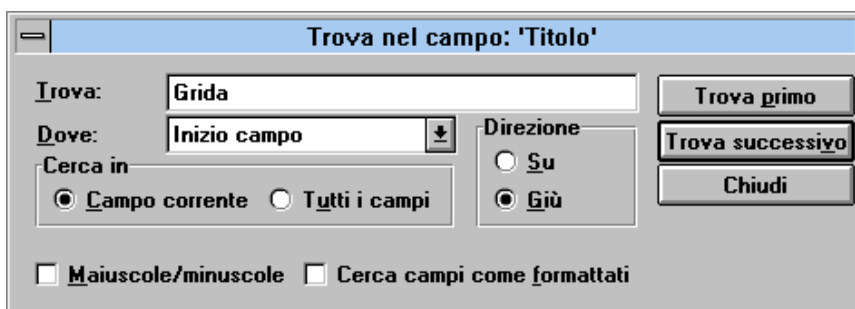 Trova nel campo: 'Titolo'
Trova: Grida
Trova primo
Dove: Inizio campo
Direzione
Trova successivo
Su
Cerca in
Chiudi
Campo corrente Tutti i campi
Giù
Maiuscole/minuscole Cerca campi come formattati